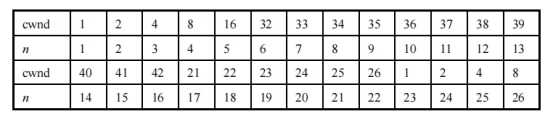 cwnd 1 2 4 8 16 32 33 34 35 36 37 38 39
n 1 2 3 4 5 6 7 8 9 10 11 12 13
cwnd 40 41 42 21 22 23 24 25 26 1 2 4 8
n 14 15 16 17 18 19 20 21 22 23 24 25 26